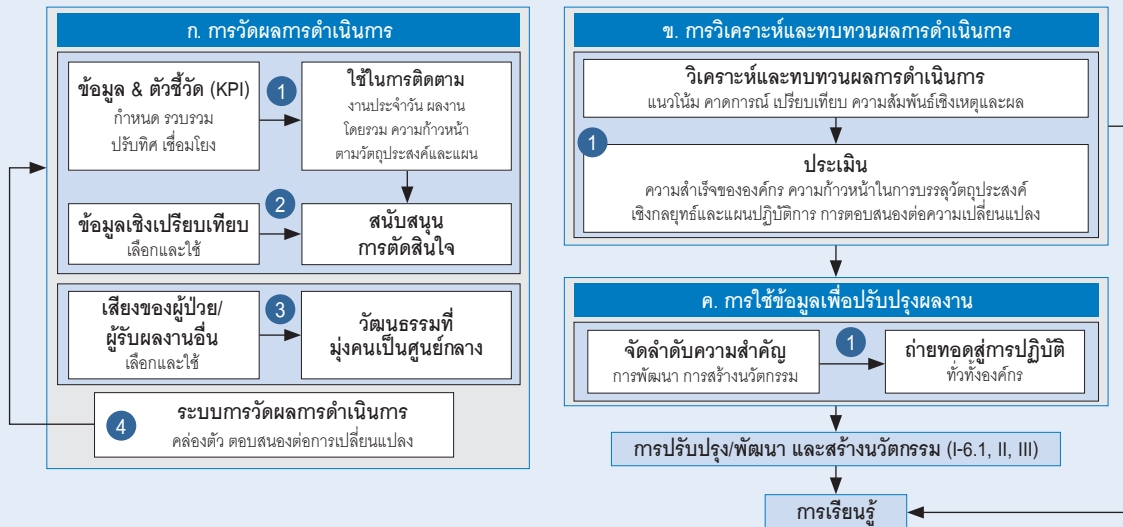 ก. การวัดผลการดำเนินการ
ข้อมูล & ตัวชี้วัด (KPI)
กำหนด รวบรวม
ปรับทิศ เชื่อมโยง
1
ใช้ในการติดตาม
งานประจำวัน ผลงาน
โดยรวม ความก้าวหน้า
ตามวัตถุประสงค์และแผน
ข้อมูลเชิงเปรียบเทียบ
เลือกและใช้
2
สนับสนุน
การตัดสินใจ
เสียงของผู้ป่วย/
ผู้รับผลงานอื่น
เลือกและใช้
3
วัฒนธรรมที่
มุ่งคนเป็นศูนย์กลาง
4
ระบบการวัดผลการดำเนินการ
คล่องตัว ตอบสนองต่อการเปลี่ยนแปลง
ข. การวิเคราะห์และทบทวนผลการดำเนินการ
วิเคราะห์และทบทวนผลการดำเนินการ
แนวโน้ม คาดการณ์ เปรียบเทียบ ความสัมพันธ์เชิงเหตุและผล
1
ประเมิน
ความสำเร็จขององค์กร ความก้าวหน้าในการบรรลุวัตถุประสงค์
เชิงกลยุทธ์และแผนปฏิบัติการ การตอบสนองต่อความเปลี่ยนแปลง
ค. การใช้ข้อมูลเพื่อปรับปรุงผลงาน
จัดลำดับความสำคัญ
การพัฒนา การสร้างนวัตกรรม
1
ถ่ายทอดสู่การปฏิบัติ
ทั่วทั้งองค์กร
การปรับปรุง/พัฒนา และสร้างนวัตกรรม (I-6.1, II, III)
การเรียนรู้